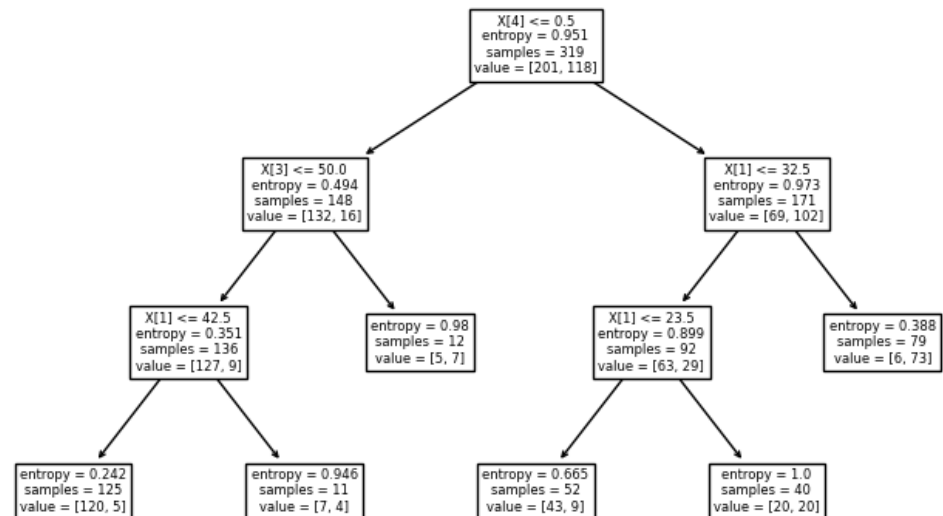 X[4] <= 0.5
entropy = 0.951
samples = 319
value = [201, 118]
X[3] <= 50.0
entropy = 0.494
samples = 148
value = [132, 16]
X[1] <= 32.5
entropy = 0.973
samples = 171
value = [69, 102]
X[1] <= 42.5
entropy = 0.351
samples = 136
value = [127, 9]
entropy = 0.98
samples = 12
value = [5, 7]
X[1] <= 23.5
entropy = 0.899
samples = 92
value = [63, 29]
entropy = 0.388
samples = 79
value = [6, 73]
entropy = 0.242
samples = 125
value = [120, 5]
entropy = 0.946
samples = 11
value = [7, 4]
entropy = 0.665
samples = 52
value = [43, 9]
entropy = 1.0
samples = 40
value = [20, 20]